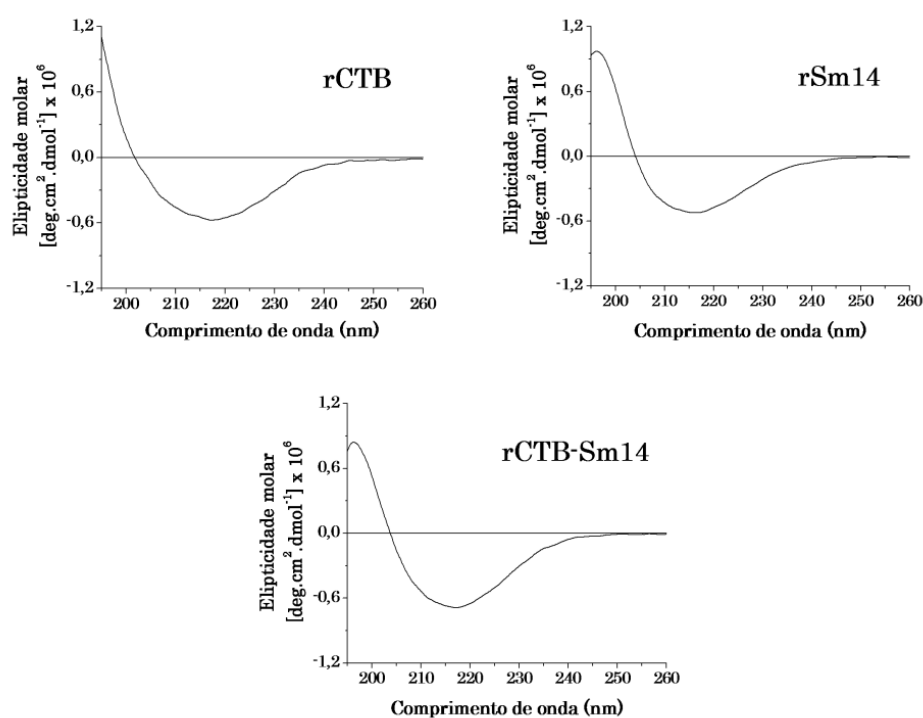 rCTB
Elipticidade molar
[deg.cm².dmol⁻¹] x 10⁶
1,2
0,6
0,0
-0,6
-1,2
200 210 220 230 240 250 260
Comprimento de onda (nm)
rSm14
Elipticidade molar
[deg.cm².dmol⁻¹] x 10⁶
1,2
0,6
0,0
-0,6
-1,2
200 210 220 230 240 250 260
Comprimento de onda (nm)
rCTB-Sm14
Elipticidade molar
[deg.cm².dmol⁻¹] x 10⁶
1,2
0,6
0,0
-0,6
-1,2
200 210 220 230 240 250 260
Comprimento de onda (nm)